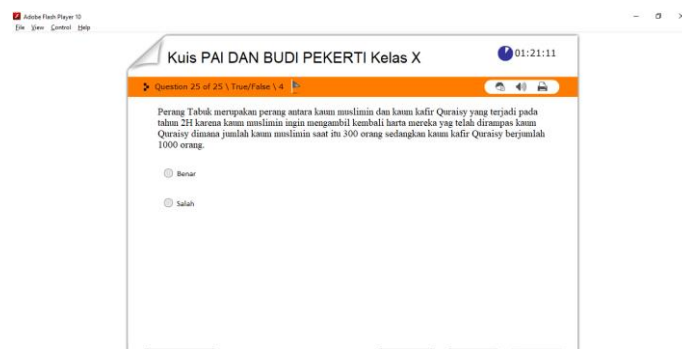 Adobe Flash Player 10
File View Control Help
Kuis PAI DAN BUDI PEKERTI Kelas X
01:21:11
Question 25 of 25 \ True/False \ 4
Perang Tabuk merupakan perang antara kaum muslimin dan kaum kafir Quraisy yang terjadi pada
tahun 2H karena kaum muslimin ingin mengambil kembali harta mereka yag telah dirampas kaum
Quraisy dimana jumlah kaum muslimin saat itu 300 orang sedangkan kaum kafir Quraisy berjumlah
1000 orang.
Benar
Salah